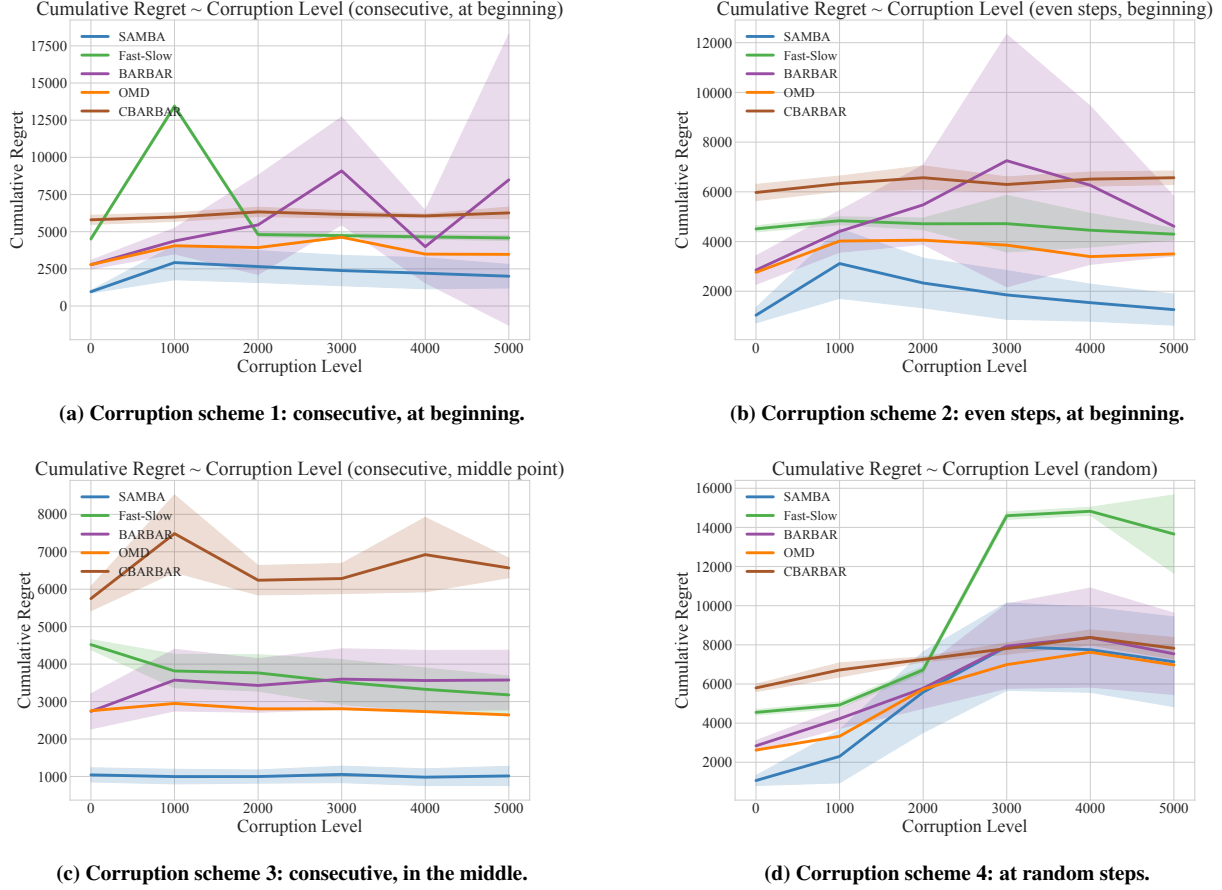 Cumulative Regret ~ Corruption Level (consecutive, at beginning)
SAMBA
Fast-Slow
BARBAR
OMD
CBARBAR
17500
15000
12500
10000
7500
5000
2500
0
Cumulative Regret
0 1000 2000 3000 4000 5000
Corruption Level
(a) Corruption scheme 1: consecutive, at beginning.
Cumulative Regret ~ Corruption Level (even steps, beginning)
SAMBA
Fast-Slow
BARBAR
OMD
CBARBAR
12000
10000
8000
6000
4000
2000
Cumulative Regret
0 1000 2000 3000 4000 5000
Corruption Level
(b) Corruption scheme 2: even steps, at beginning.
Cumulative Regret ~ Corruption Level (consecutive, middle point)
SAMBA
Fast-Slow
BARBAR
OMD
CBARBAR
8000
7000
6000
5000
4000
3000
2000
1000
Cumulative Regret
0 1000 2000 3000 4000 5000
Corruption Level
(c) Corruption scheme 3: consecutive, in the middle.
Cumulative Regret ~ Corruption Level (random)
SAMBA
Fast-Slow
BARBAR
OMD
CBARBAR
16000
14000
12000
10000
8000
6000
4000
2000
Cumulative Regret
0 1000 2000 3000 4000 5000
Corruption Level
(d) Corruption scheme 4: at random steps.